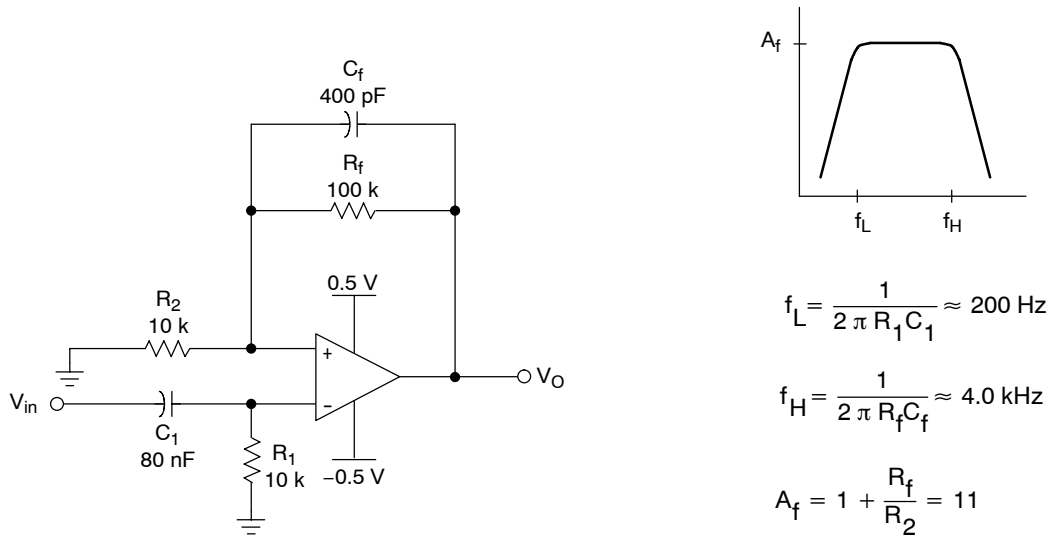 C_f
400 pF
R_f
100 k
0.5 V
R_2
10 k
+
V_in
−
V_O
C_1
80 nF
R_1
10 k
−0.5 V
A_f
f_L
f_H
f_L = 1 / (2 π R_1 C_1) ≈ 200 Hz
f_H = 1 / (2 π R_f C_f) ≈ 4.0 kHz
A_f = 1 + R_f / R_2 = 11